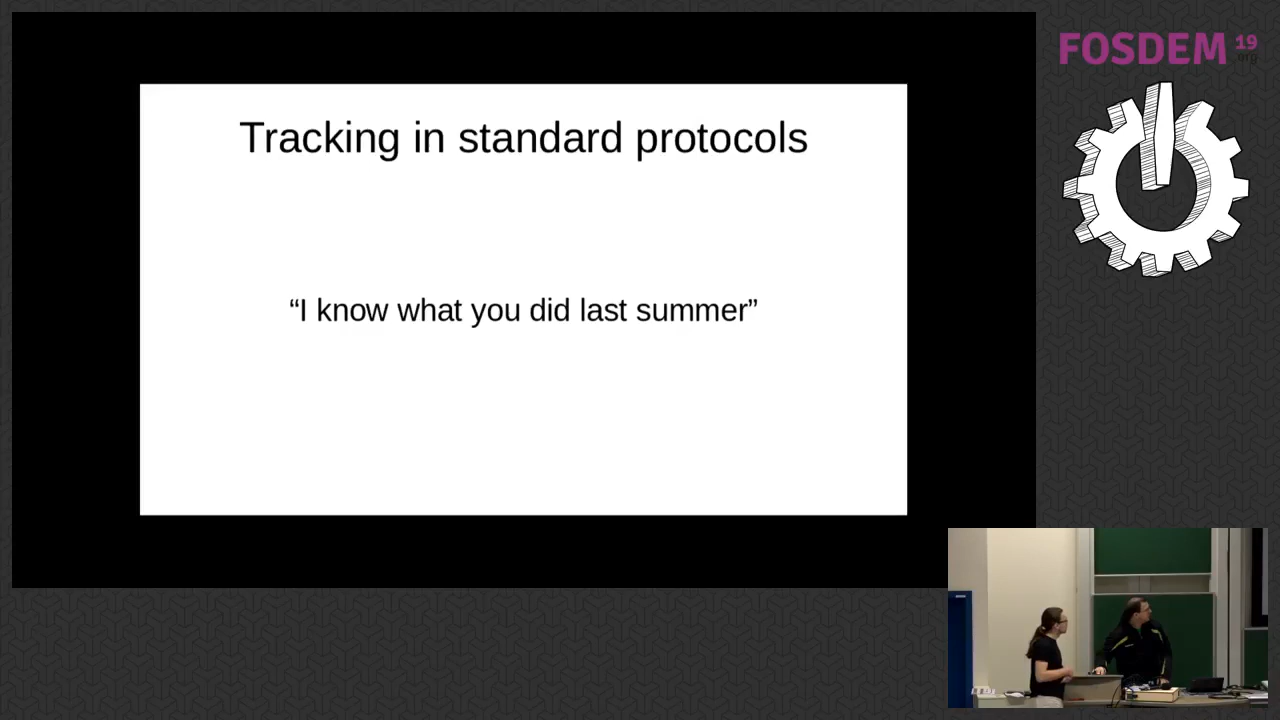 Tracking in standard protocols
“I know what you did last summer”
FOSDEM 19
.org